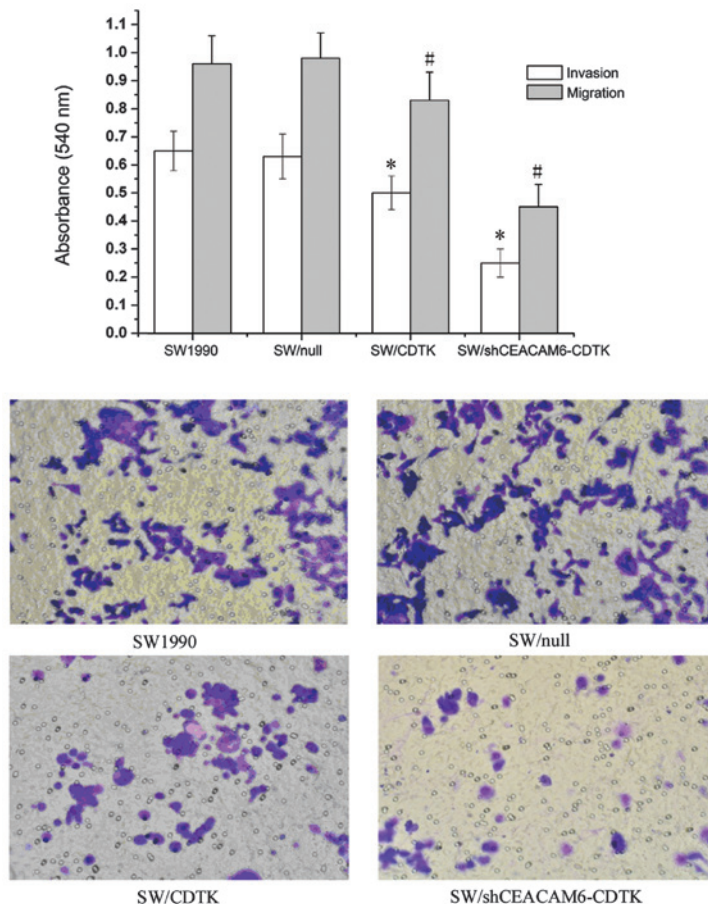 Absorbance (540 nm)
1.1
1.0
0.9
0.8
0.7
0.6
0.5
0.4
0.3
0.2
0.1
0.0
#
*
#
*
Invasion
Migration
SW1990
SW/null
SW/CDTK
SW/shCEACAM6-CDTK
SW1990
SW/null
SW/CDTK
SW/shCEACAM6-CDTK